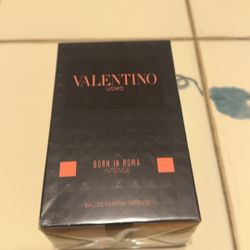 VALENTINO
UOMO
BORN IN ROMA
INTENSE
EAU DE PARFUM INTENSE